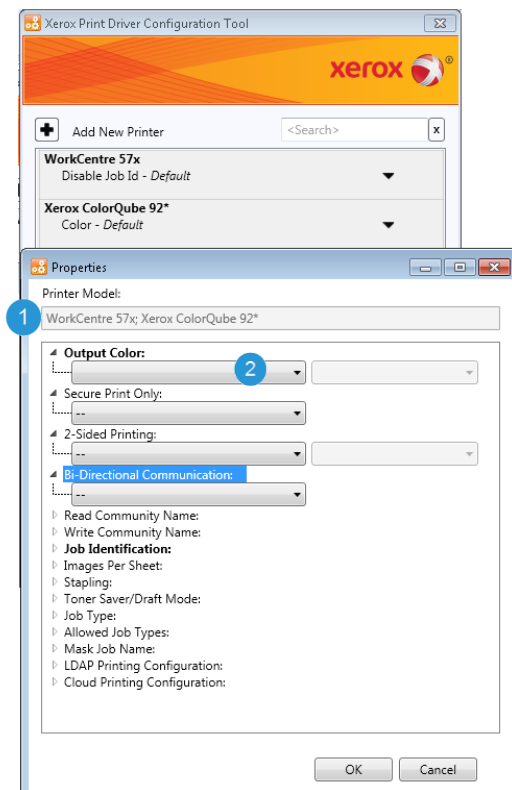 Xerox Print Driver Configuration Tool
xerox
®
Add New Printer
<Search>
x
WorkCentre 57x
Disable Job Id - Default
Xerox ColorQube 92*
Color - Default
Properties
Printer Model:
1
WorkCentre 57x; Xerox ColorQube 92*
Output Color:
2
Secure Print Only:
--
2-Sided Printing:
--
Bi-Directional Communication:
--
Read Community Name:
Write Community Name:
Job Identification:
Images Per Sheet:
Stapling:
Toner Saver/Draft Mode:
Job Type:
Allowed Job Types:
Mask Job Name:
LDAP Printing Configuration:
Cloud Printing Configuration:
OK Cancel